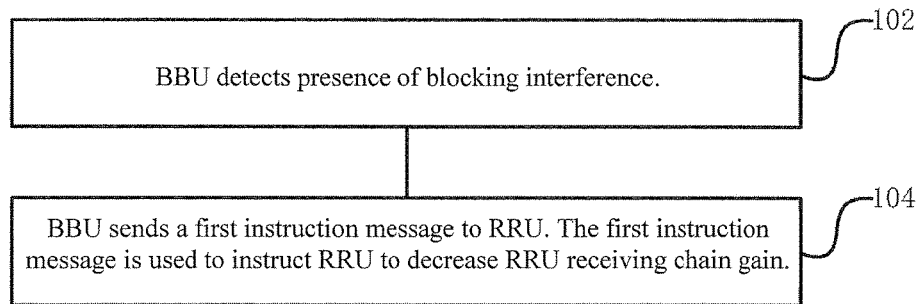 102
BBU detects presence of blocking interference.
104
BBU sends a first instruction message to RRU. The first instruction
message is used to instruct RRU to decrease RRU receiving chain gain.